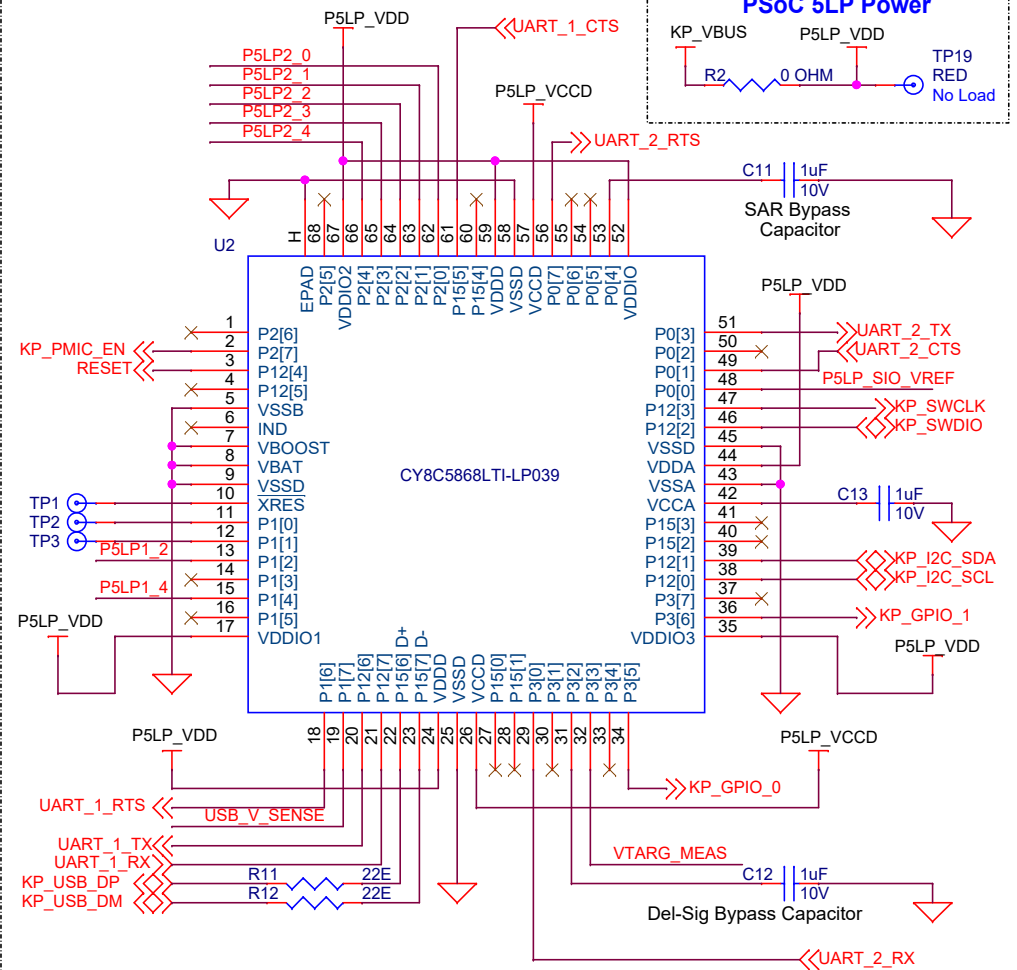 PSoC 5LP Power
KP_VBUS
P5LP_VDD
R2
0 OHM
TP19
RED
No Load
P5LP_VDD
UART_1_CTS
P5LP2_0
P5LP2_1
P5LP2_2
P5LP2_3
P5LP2_4
P5LP_VCCD
UART_2_RTS
C11
1uF
10V
SAR Bypass
Capacitor
U2
H
68
67
66
65
64
63
62
61
60
59
58
57
56
55
54
53
52
EPAD
P2[5]
VDDIO2
P2[4]
P2[3]
P2[2]
P2[1]
P2[0]
P15[5]
P15[4]
VDDD
VSSD
VCCD
P0[7]
P0[6]
P0[5]
P0[4]
VDDIO
KP_PMIC_EN
RESET
1 P2[6]
2 P2[7]
3 P12[4]
4 P12[5]
5 VSSB
6 IND
7 VBOOST
8 VBAT
9 VSSD
10 XRES
11 P1[0]
12 P1[1]
13 P1[2]
14 P1[3]
15 P1[4]
16 P1[5]
17 VDDIO1
TP1
TP2
TP3
P5LP1_2
P5LP1_4
P5LP_VDD
CY8C5868LTI-LP039
P5LP_VDD
P0[3] 51 UART_2_TX
P0[2] 50
P0[1] 49 UART_2_CTS
P0[0] 48 P5LP_SIO_VREF
P12[3] 47 KP_SWCLK
P12[2] 46 KP_SWDIO
VSSD 45
VDDA 44
VSSA 43
VCCA 42 C13 1uF
10V
P15[3] 41
P15[2] 40
P12[1] 39 KP_I2C_SDA
P12[0] 38 KP_I2C_SCL
P3[7] 37
P3[6] 36 KP_GPIO_1
VDDIO3 35
P5LP_VDD
P1[6]
P1[7]
P12[6]
P12[7]
P15[6] D+
P15[7] D-
VDDD
VSSD
VCCD
P15[0]
P15[1]
P3[0]
P3[1]
P3[2]
P3[3]
P3[4]
P3[5]
18
19
20
21
22
23
24
25
26
27
28
29
30
31
32
33
34
P5LP_VDD
P5LP_VCCD
UART_1_RTS
KP_GPIO_0
USB_V_SENSE
UART_1_TX
UART_1_RX
VTARG_MEAS
KP_USB_DP
R11
22E
KP_USB_DM
R12
22E
C12
1uF
10V
Del-Sig Bypass Capacitor
UART_2_RX